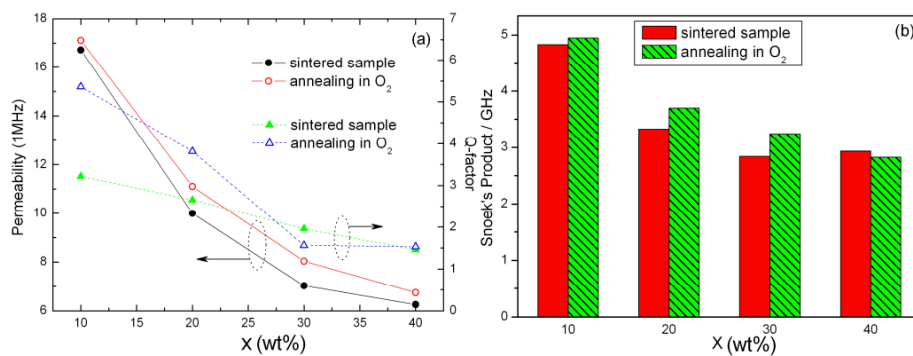 (a)
sintered sample
annealing in O₂
sintered sample
annealing in O₂
Permeability (1MHz)
18
16
14
12
10
8
6
7
6
5
4
3
2
1
0
Q-factor
10 15 20 25 30 35 40
X (wt%)
(b)
sintered sample
annealing in O₂
Snoek's Product / GHz
5
4
3
2
1
0
10 20 30 40
X (wt%)